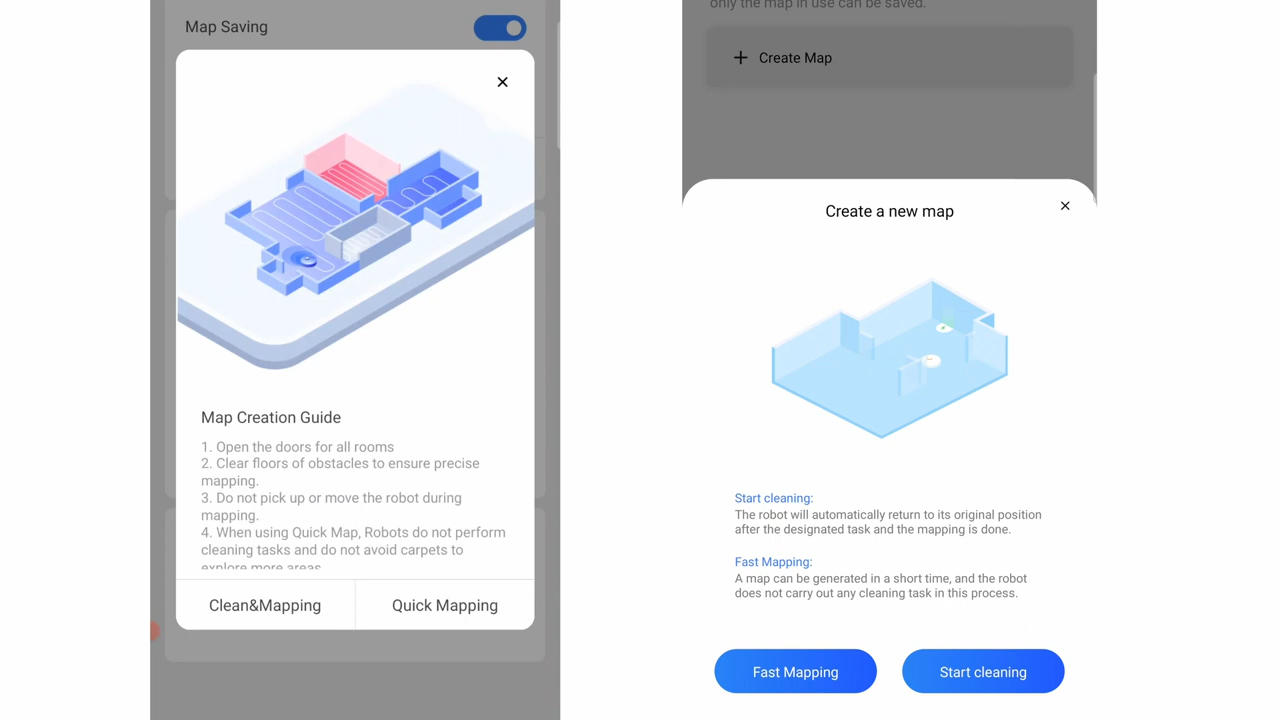 Map Saving
Map Creation Guide
1. Open the doors for all rooms
2. Clear floors of obstacles to ensure precise
mapping.
3. Do not pick up or move the robot during
mapping.
4. When using Quick Map, Robots do not perform
cleaning tasks and do not avoid carpets to
explore more areas
Clean&Mapping
Quick Mapping
only the map in use can be saved.
Create Map
Create a new map
Start cleaning:
The robot will automatically return to its original position
after the designated task and the mapping is done.
Fast Mapping:
A map can be generated in a short time, and the robot
does not carry out any cleaning task in this process.
Fast Mapping
Start cleaning